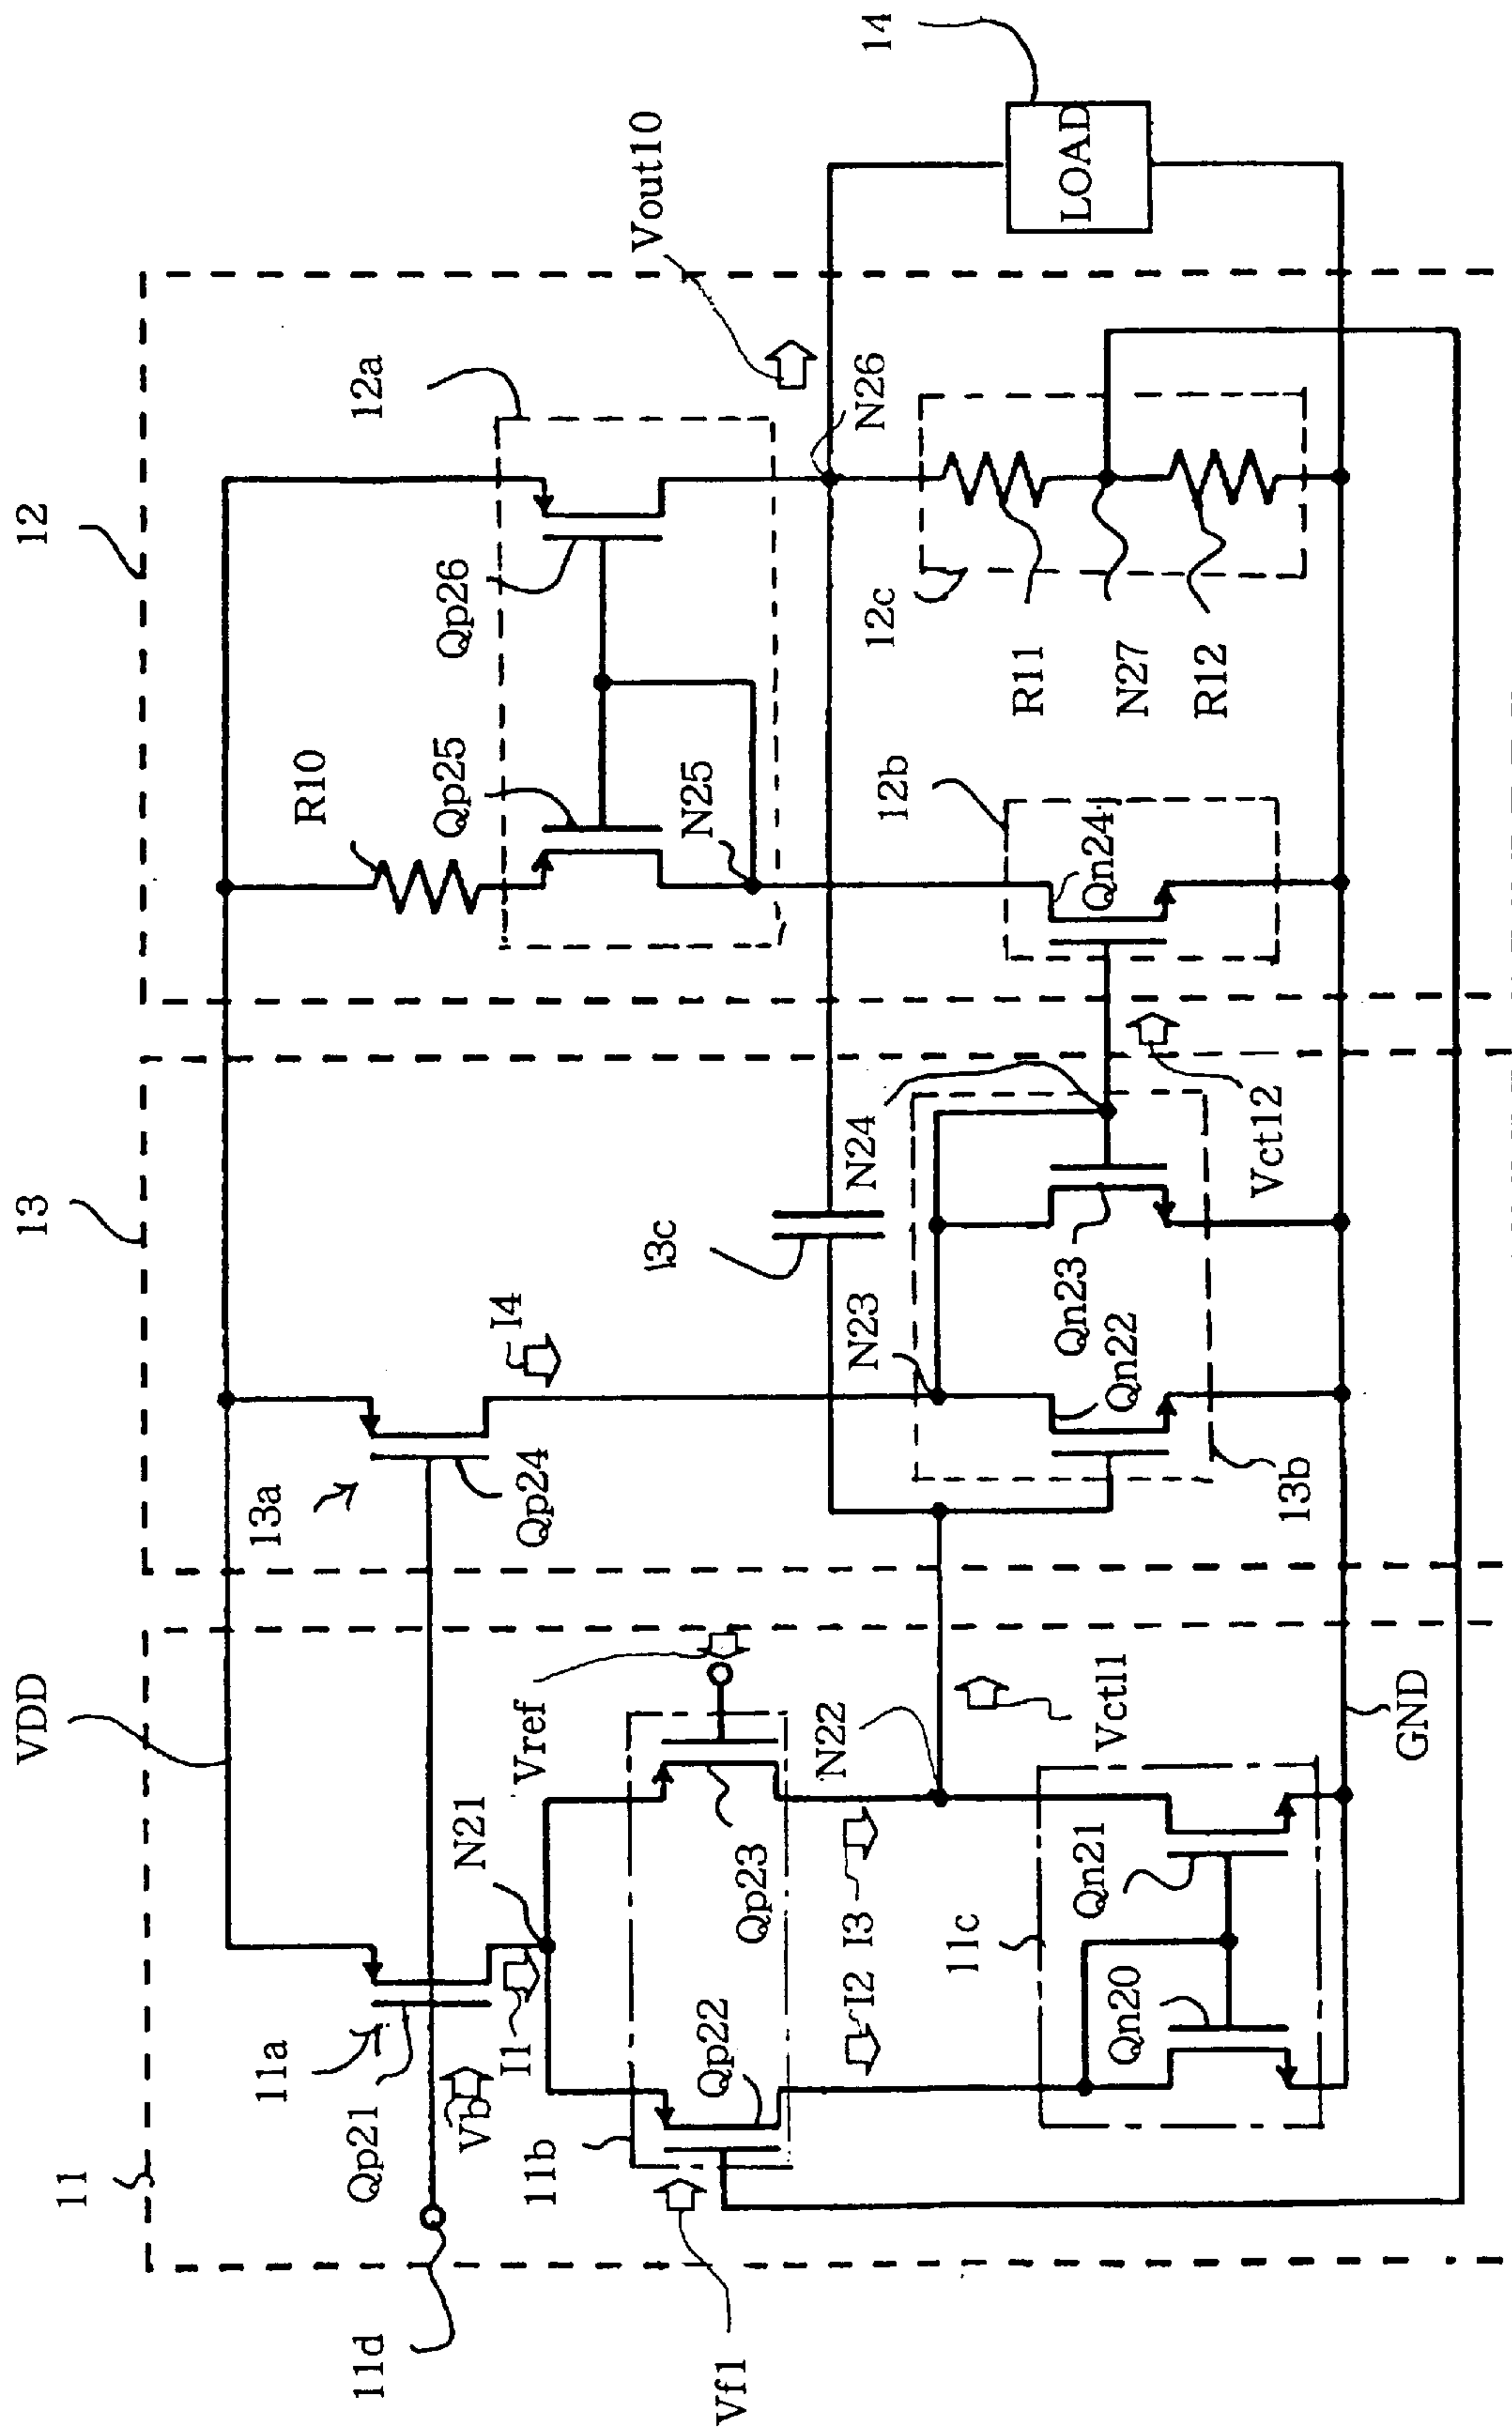 11
13
12
VDD
11d
11a
Qp21
Vb
I1
N21
13a
Qp24
I4
R10
Qp25
Qp26
12a
Vout10
14
LOAD
Vf1
11b
Qp22
Qp23
Vref
13c
N25
N26
I2
I3
N22
N23
N24
12b
12c
Vct11
Qn22
Qn23
Qn24
R11
N27
R12
11c
Qn20
Qn21
13b
Vct12
GND